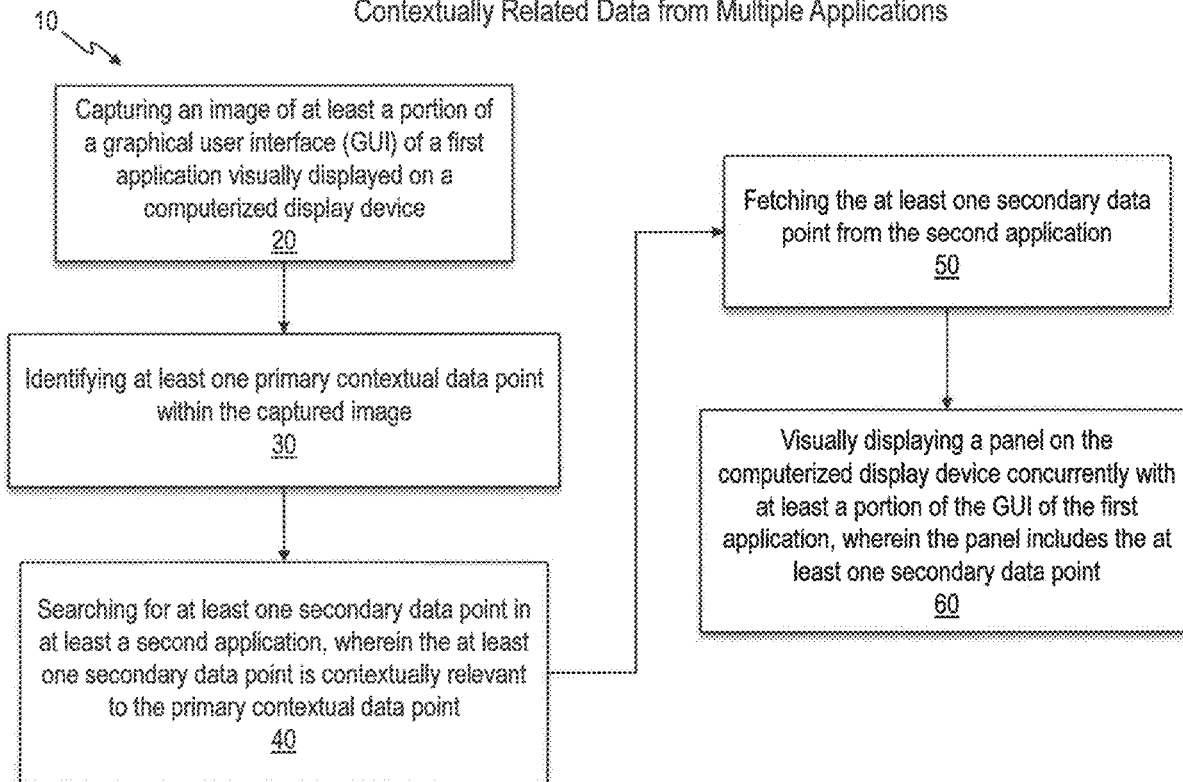 Contextually Related Data from Multiple Applications
10
Capturing an image of at least a portion of
a graphical user interface (GUI) of a first
application visually displayed on a
computerized display device
20
Identifying at least one primary contextual data point
within the captured image
30
Searching for at least one secondary data point in
at least a second application, wherein the at least
one secondary data point is contextually relevant
to the primary contextual data point
40
Fetching the at least one secondary data
point from the second application
50
Visually displaying a panel on the
computerized display device concurrently with
at least a portion of the GUI of the first
application, wherein the panel includes the at
least one secondary data point
60